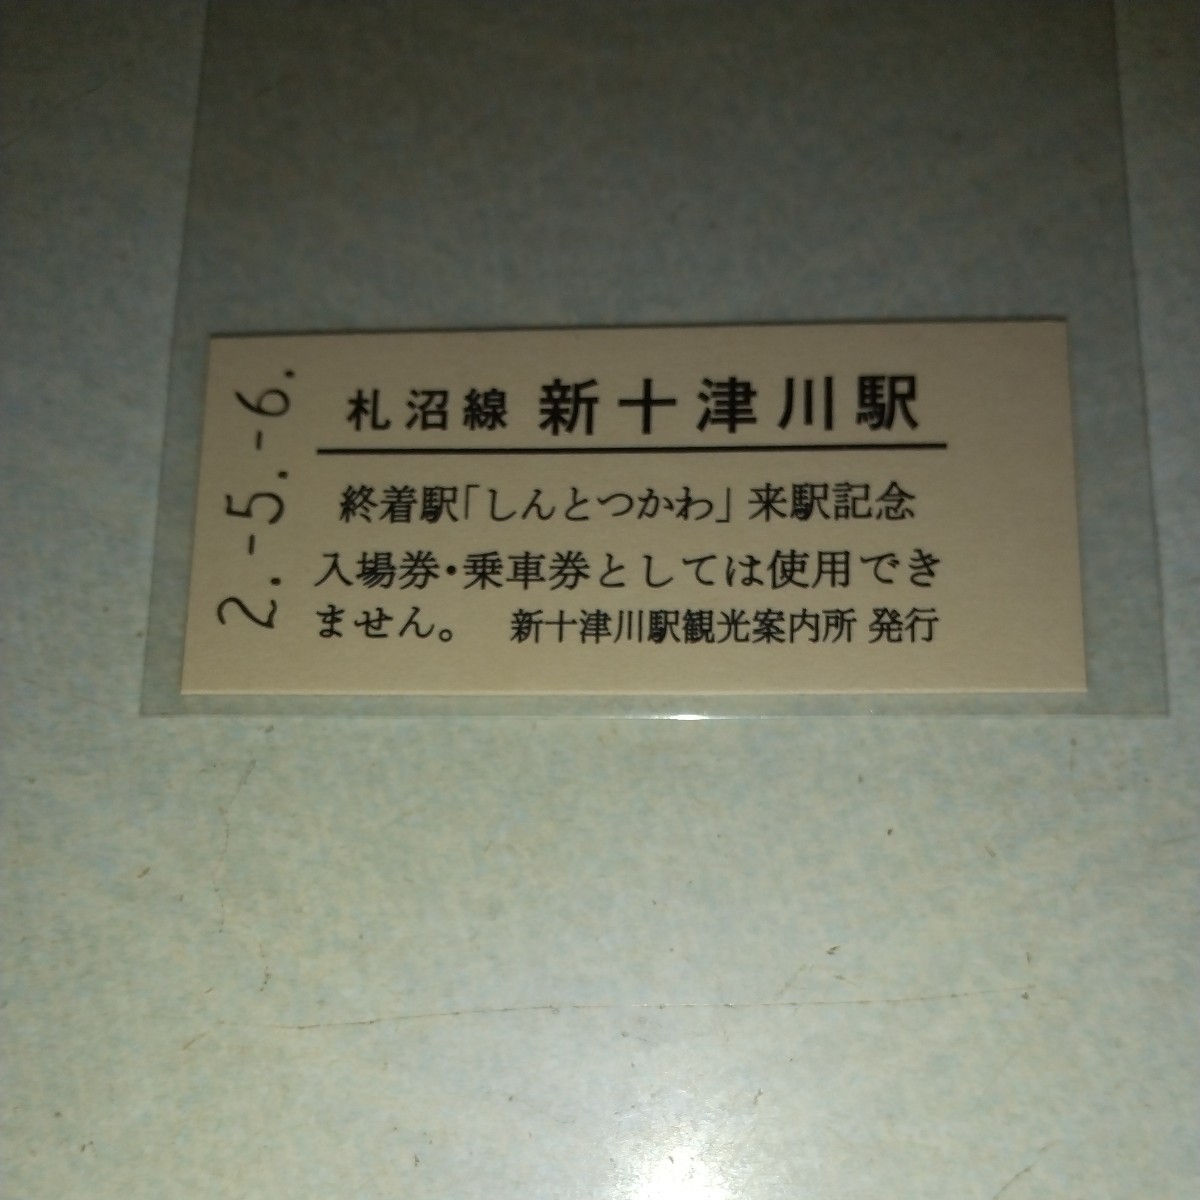 2.-5.-6.
札沼線 新十津川駅
終着駅「しんとつかわ」来駅記念
入場券・乗車券としては使用でき
ません。 新十津川駅観光案内所 発行